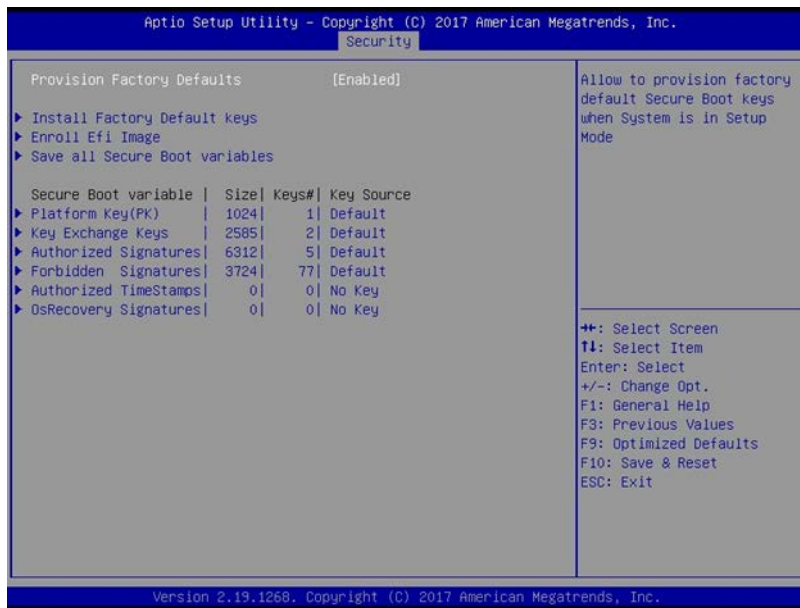 Aptio Setup Utility – Copyright (C) 2017 American Megatrends, Inc.
Security
Provision Factory Defaults [Enabled]
Install Factory Default keys
Enroll Efi Image
Save all Secure Boot variables
Secure Boot variable | Size| Keys#| Key Source
Platform Key(PK) | 1024| 1| Default
Key Exchange Keys | 2585| 2| Default
Authorized Signatures| 6312| 5| Default
Forbidden Signatures| 3724| 77| Default
Authorized TimeStamps| 0| 0| No Key
OsRecovery Signatures| 0| 0| No Key
Allow to provision factory
default Secure Boot keys
when System is in Setup
Mode
→←: Select Screen
↑↓: Select Item
Enter: Select
+/-: Change Opt.
F1: General Help
F3: Previous Values
F9: Optimized Defaults
F10: Save & Reset
ESC: Exit
Version 2.19.1268. Copyright (C) 2017 American Megatrends, Inc.